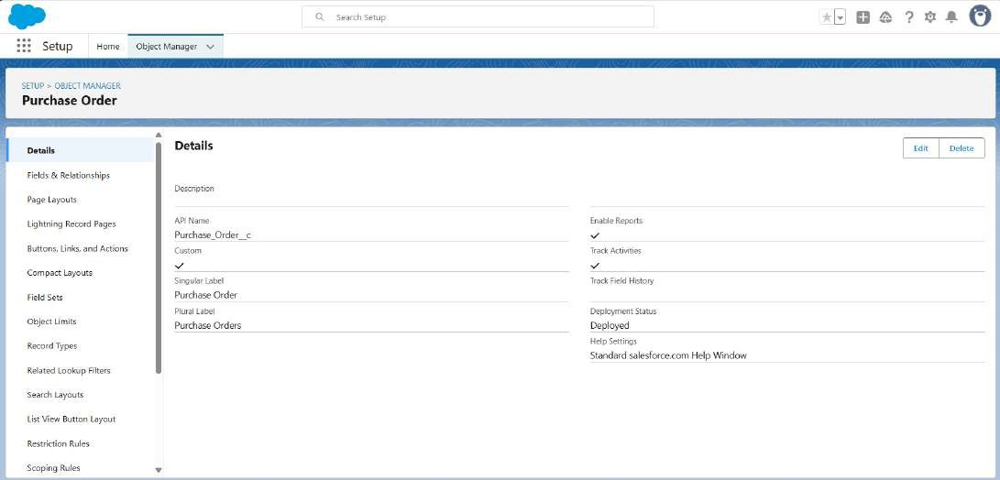 Search Setup
Setup
Home
Object Manager
SETUP > OBJECT MANAGER
Purchase Order
Details
Fields & Relationships
Page Layouts
Lightning Record Pages
Buttons, Links, and Actions
Compact Layouts
Field Sets
Object Limits
Record Types
Related Lookup Filters
Search Layouts
List View Button Layout
Restriction Rules
Scoping Rules
Details
Edit
Delete
Description
API Name
Purchase_Order__c
Custom
Singular Label
Purchase Order
Plural Label
Purchase Orders
Enable Reports
Track Activities
Track Field History
Deployment Status
Deployed
Help Settings
Standard salesforce.com Help Window